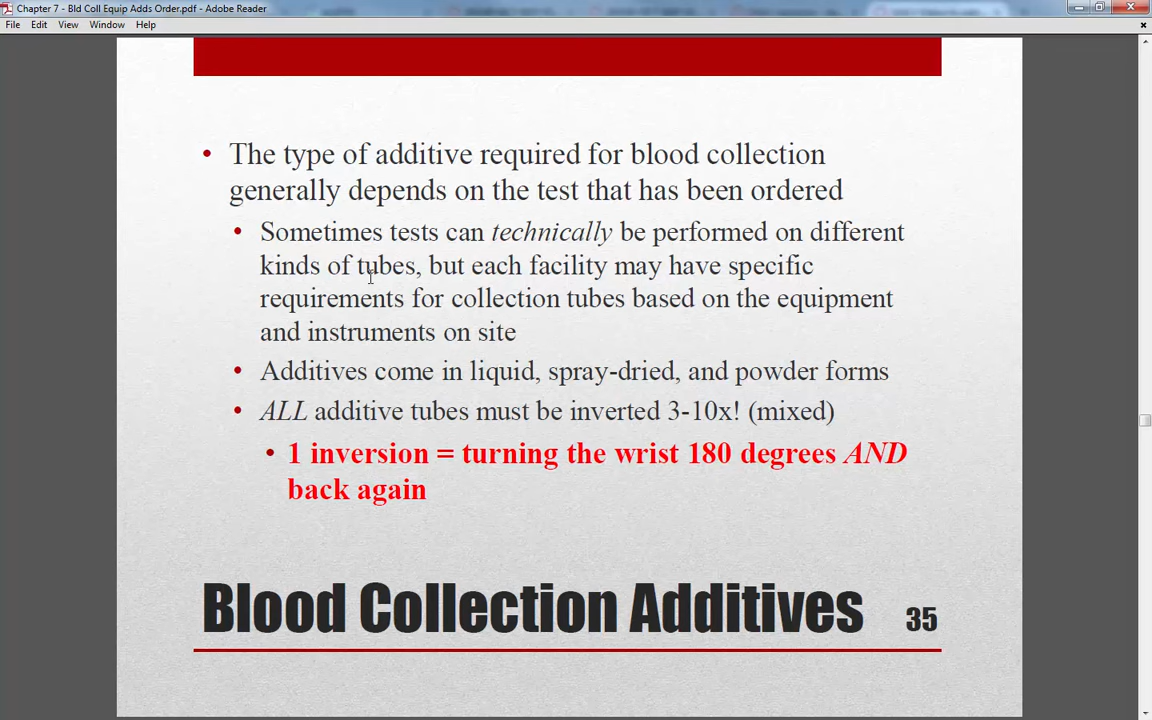 Chapter 7 - Bld Coll Equip Adds Order.pdf - Adobe Reader
File Edit View Window Help
• The type of additive required for blood collection
generally depends on the test that has been ordered
• Sometimes tests can technically be performed on different
kinds of tubes, but each facility may have specific
requirements for collection tubes based on the equipment
and instruments on site
• Additives come in liquid, spray-dried, and powder forms
• ALL additive tubes must be inverted 3-10x! (mixed)
• 1 inversion = turning the wrist 180 degrees AND
back again
Blood Collection Additives 35